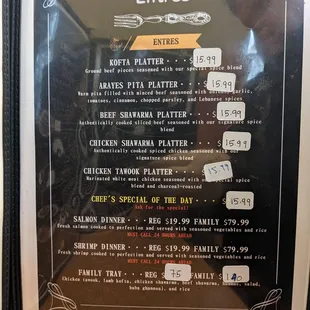 Entres
ENTRES
KOFTA PLATTER · · · $ 15.99
Ground beef pieces seasoned with our special spice blend
ARAYES PITA PLATTER · · · $ 15.99
Warm pita filled with minced beef seasoned with garlic,
tomatoes, cinnamon, chopped parsley, and Lebanese spices
BEEF SHAWARMA PLATTER · · · $ 15.99
Authentically cooked sliced beef seasoned with our signature spice
blend
CHICKEN SHAWARMA PLATTER · · · $ 15.99
Authentically cooked spiced chicken seasoned with
signature spice blend
CHICKEN TAWOOK PLATTER · · · 15.99
Marinated white meat chicken seasoned with special spice
blend and charcoal-roasted
CHEF'S SPECIAL OF THE DAY · · · $ 15.99
Ask for the special!
SALMON DINNER · · · REG $19.99 FAMILY $79.99
Fresh salmon cooked to perfection and served with seasoned vegetables and rice
MUST CALL 24 HOURS AHEAD
SHRIMP DINNER · · · REG $19.99 FAMILY $79.99
Fresh shrimp cooked to perfection and served with seasoned vegetables and rice
MUST CALL 24 HOURS AHEAD
FAMILY TRAY · · · REG 75 FAMILY $ 140
Chicken tawook, lamb kofta, chicken shawarma, beef shawarma, hummus, salad,
baba ghanouj, and rice